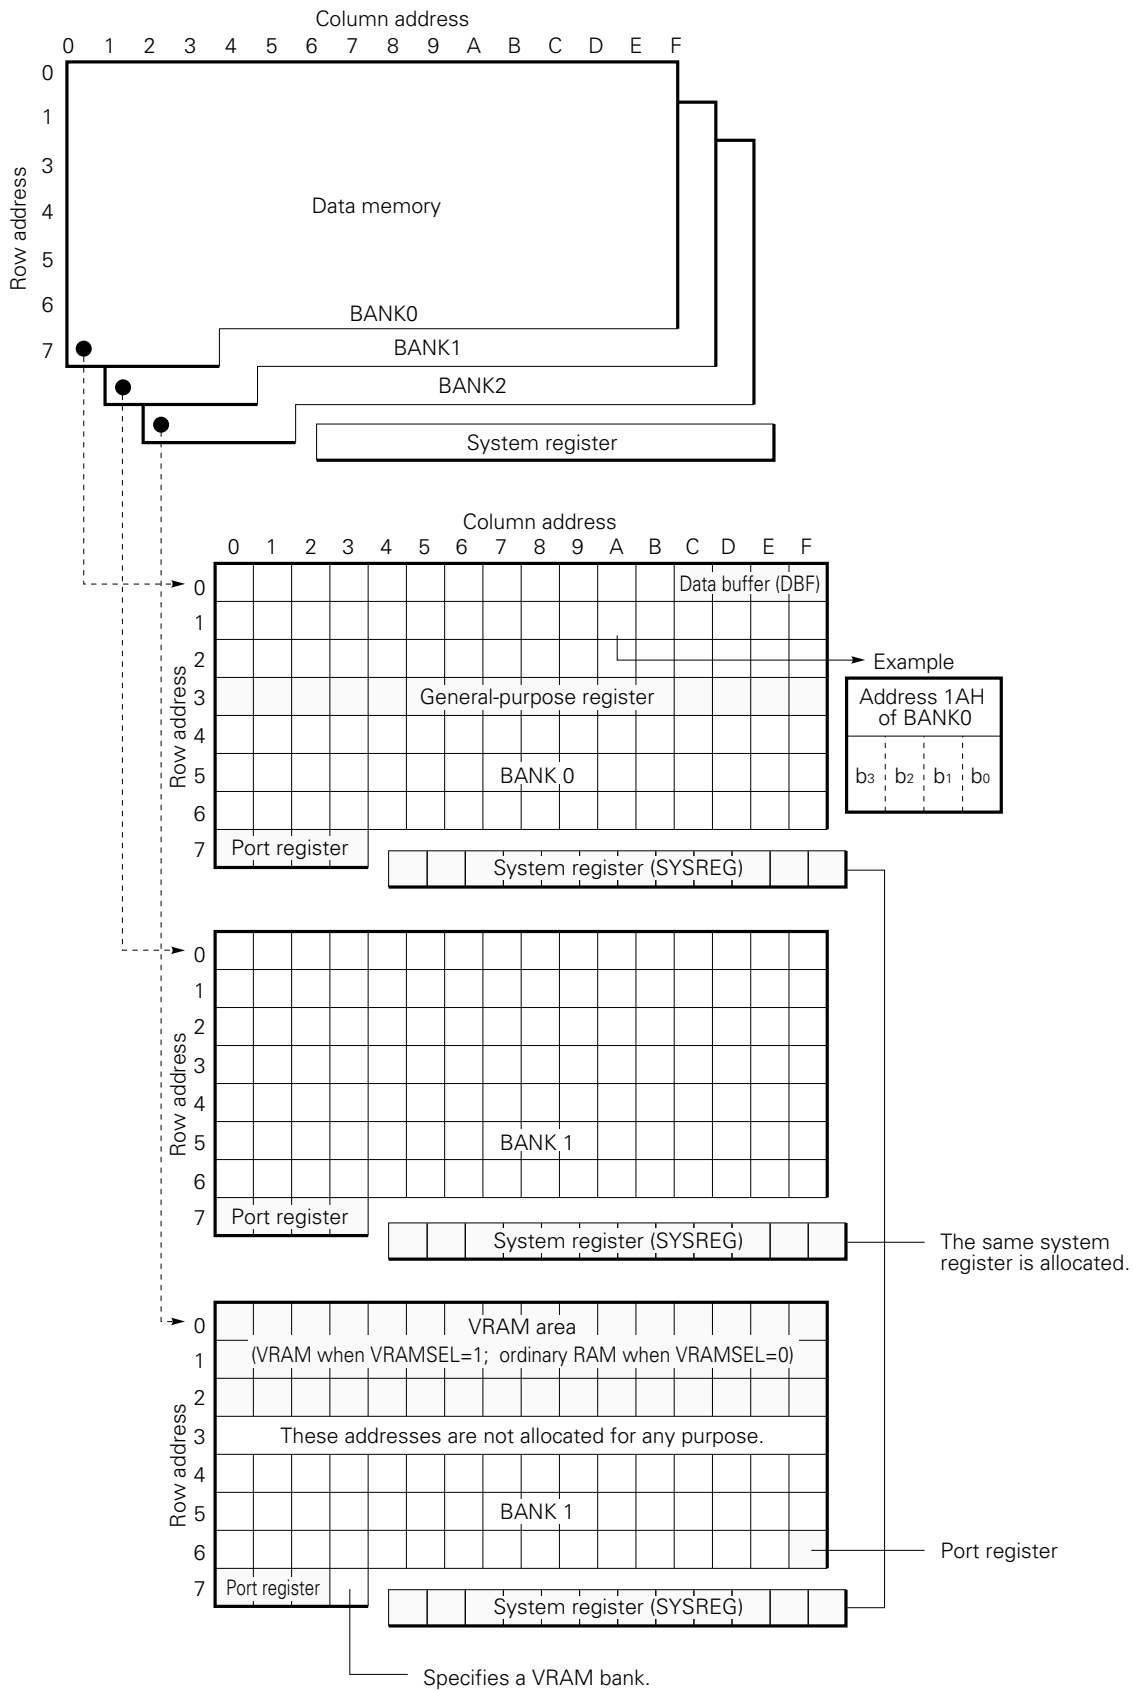 Column address
0 1 2 3 4 5 6 7 8 9 A B C D E F
0
1
3
4
5
6
7
Row address
Data memory
BANK0
BANK1
BANK2
System register
Column address
0 1 2 3 4 5 6 7 8 9 A B C D E F
0 Data buffer (DBF)
1
2 Example
3 General-purpose register
Address 1AH
of BANK0
4
b3 b2 b1 b0
5 BANK 0
6
7 Port register
System register (SYSREG)
Row address
0
1
2
3
4
5 BANK 1
6
7 Port register
System register (SYSREG)
Row address
The same system
register is allocated.
0 VRAM area
1 (VRAM when VRAMSEL=1; ordinary RAM when VRAMSEL=0)
2
3 These addresses are not allocated for any purpose.
4
5 BANK 1
6 Port register
7 Port register
System register (SYSREG)
Row address
Specifies a VRAM bank.